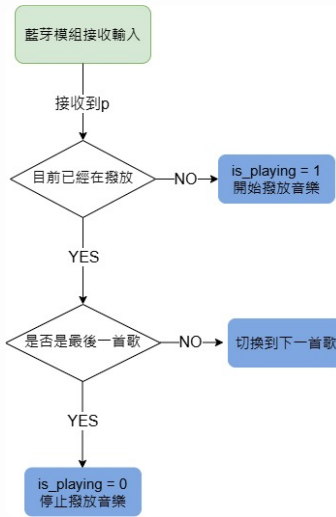 藍芽模組接收輸入
接收到p
目前已經在撥放
NO
is_playing = 1
開始撥放音樂
YES
是否是最後一首歌
NO
切換到下一首歌
YES
is_playing = 0
停止撥放音樂